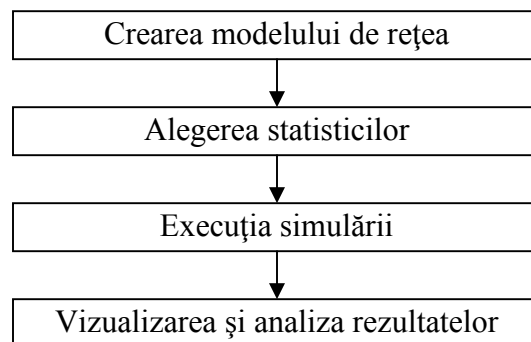 Crearea modelului de reţea
Alegerea statisticilor
Execuţia simulării
Vizualizarea şi analiza rezultatelor